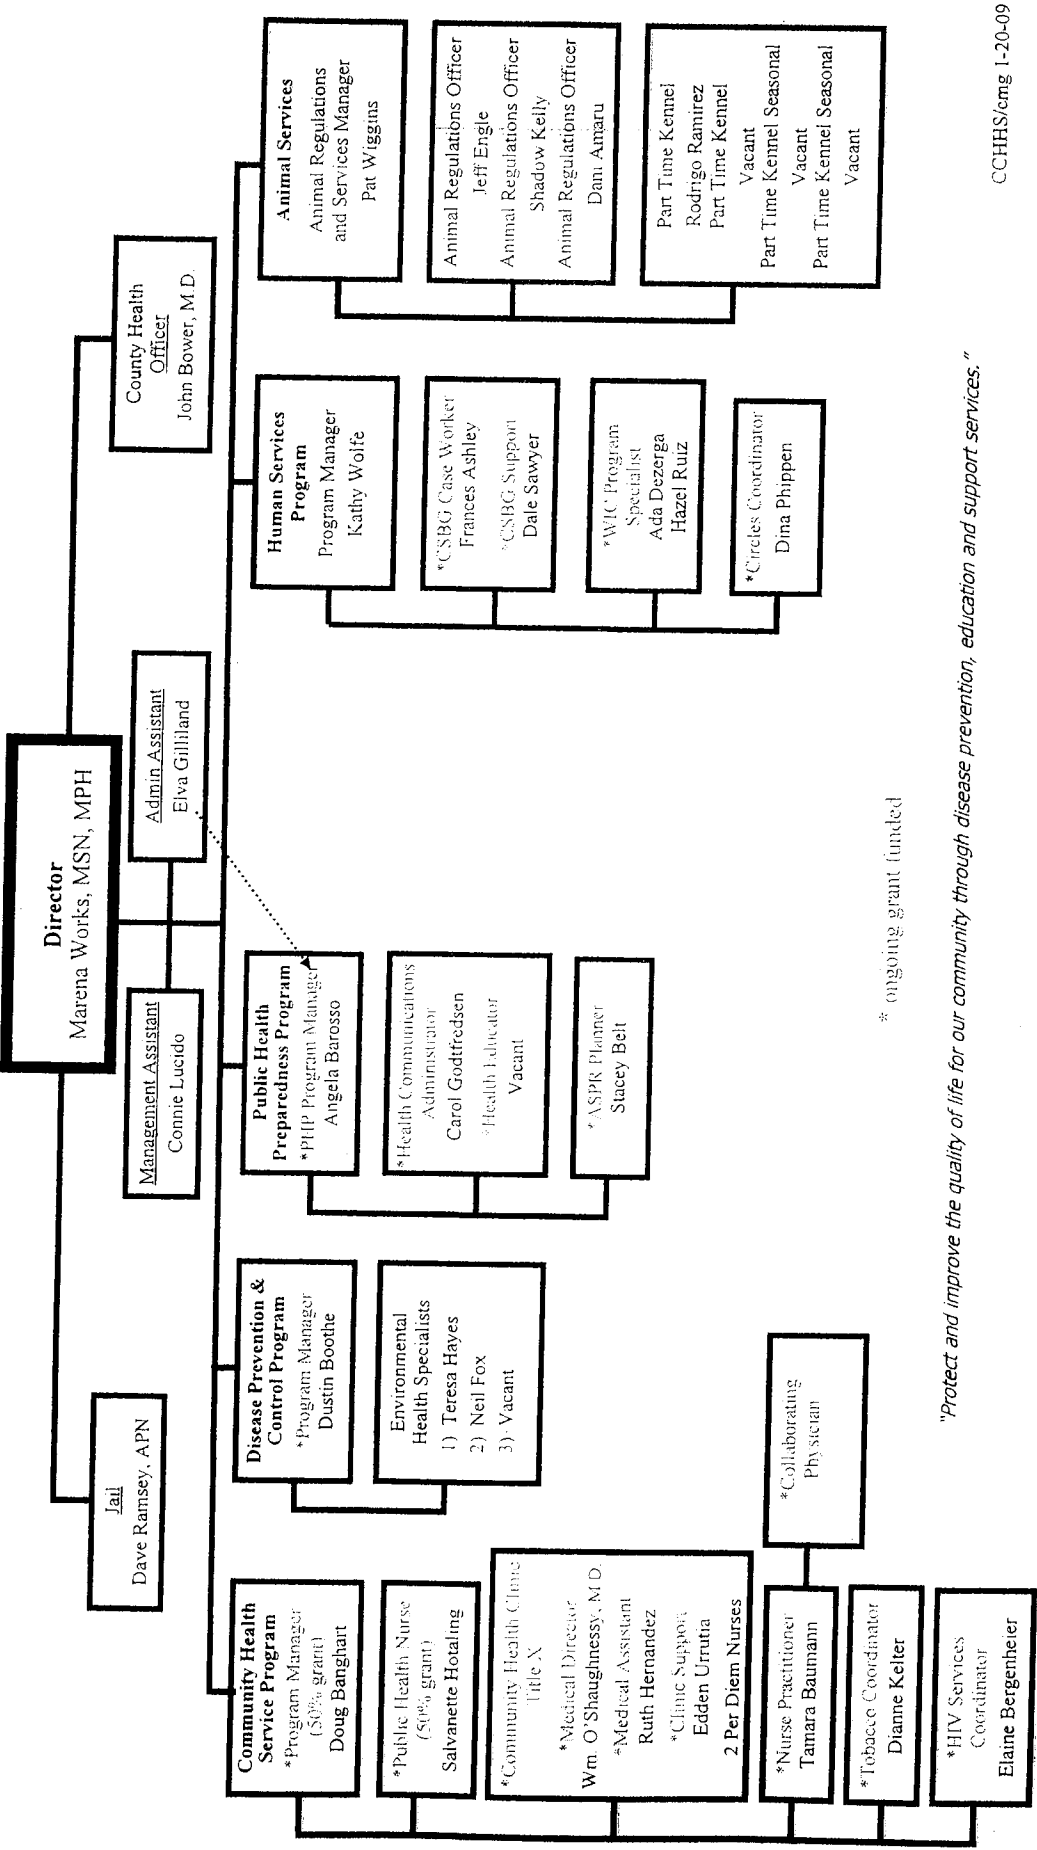 Director
Marena Works, MSN, MPH
Jail
Dave Ramsey, APN
County Health
Officer
John Bower, M.D.
Management Assistant
Connie Lucido
Admin Assistant
Elva Gilliland
Community Health
Service Program
*Program Manager
(50% grant)
Doug Banghart
*Public Health Nurse
(50% grant)
Salvanette Hotaling
*Community Health Clinic
Title X
*Medical Director
Wm. O'Shaughnessy, M.D.
*Medical Assistant
Ruth Hernandez
*Clinic Support
Edden Urrutia
2 Per Diem Nurses
*Nurse Practitioner
Tamara Baumann
*Collaborating
Physician
*Tobacco Coordinator
Dianne Kelter
*HIV Services
Coordinator
Elaine Bergenheier
Disease Prevention &
Control Program
*Program Manager
Dustin Boothe
Environmental
Health Specialists
1) Teresa Hayes
2) Neil Fox
3) Vacant
Public Health
Preparedness Program
*PHP Program Manager
Angela Barosso
*Health Communications
Administrator
Carol Godtfredsen
*Health Educator
Vacant
*ASPR Planner
Stacey Belt
Human Services
Program
Program Manager
Kathy Wolfe
*CSBG Case Worker
Frances Ashley
*CSBG Support
Dale Sawyer
*WIC Program
Specialist
Ada Dezerga
Hazel Ruiz
*Circles Coordinator
Dina Phippen
Animal Services
Animal Regulations
and Services Manager
Pat Wiggins
Animal Regulations Officer
Jeff Engle
Animal Regulations Officer
Shadow Kelly
Animal Regulations Officer
Dani Amaru
Part Time Kennel
Rodrigo Ramirez
Part Time Kennel
Vacant
Part Time Kennel Seasonal
Vacant
Part Time Kennel Seasonal
Vacant
* ongoing grant funded
"Protect and improve the quality of life for our community through disease prevention, education and support services."
CCHHS/cmg 1-20-09